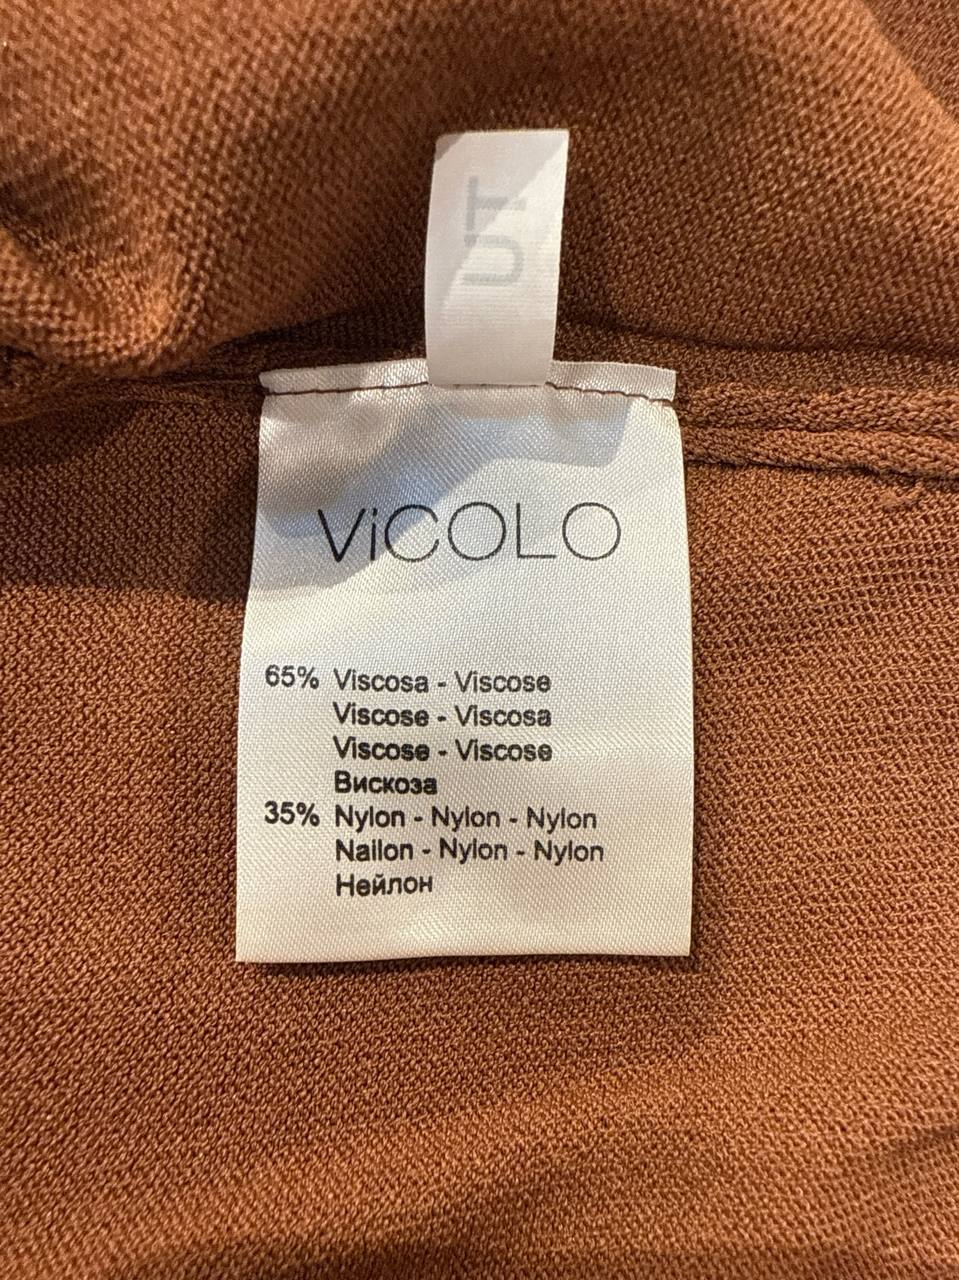 UT
ViCOLO
65% Viscosa - Viscose
Viscose - Viscosa
Viscose - Viscose
Вискоза
35% Nylon - Nylon - Nylon
Nailon - Nylon - Nylon
Нейлон